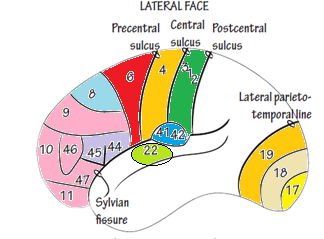 LATERAL FACE
Precentral sulcus
Central sulcus
Postcentral sulcus
Lateral parieto-
temporal line
Sylvian
fissure
6
4
3
1
2
8
9
10
46
45
44
47
11
41
42
22
19
18
17